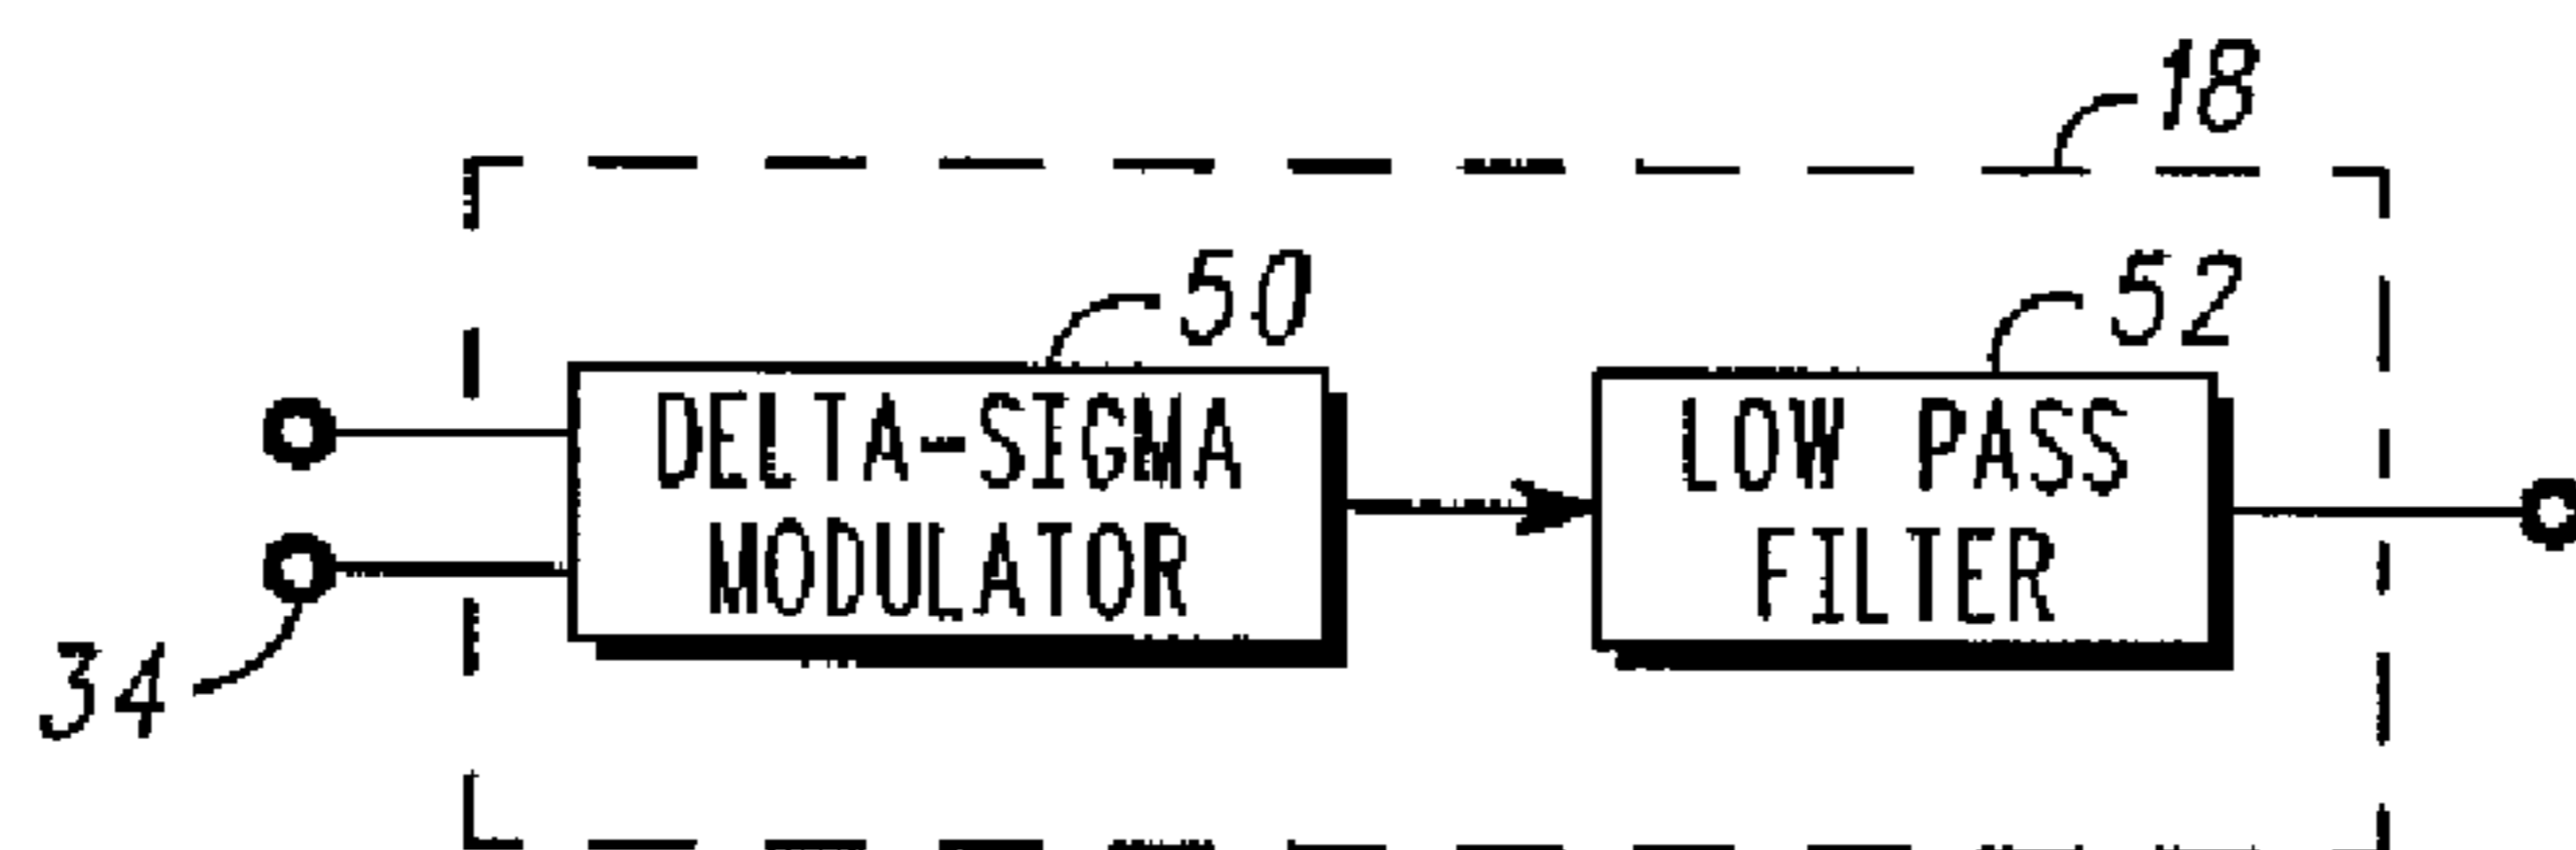 18
50
52
DELTA-SIGMA
MODULATOR
LOW PASS
FILTER
34